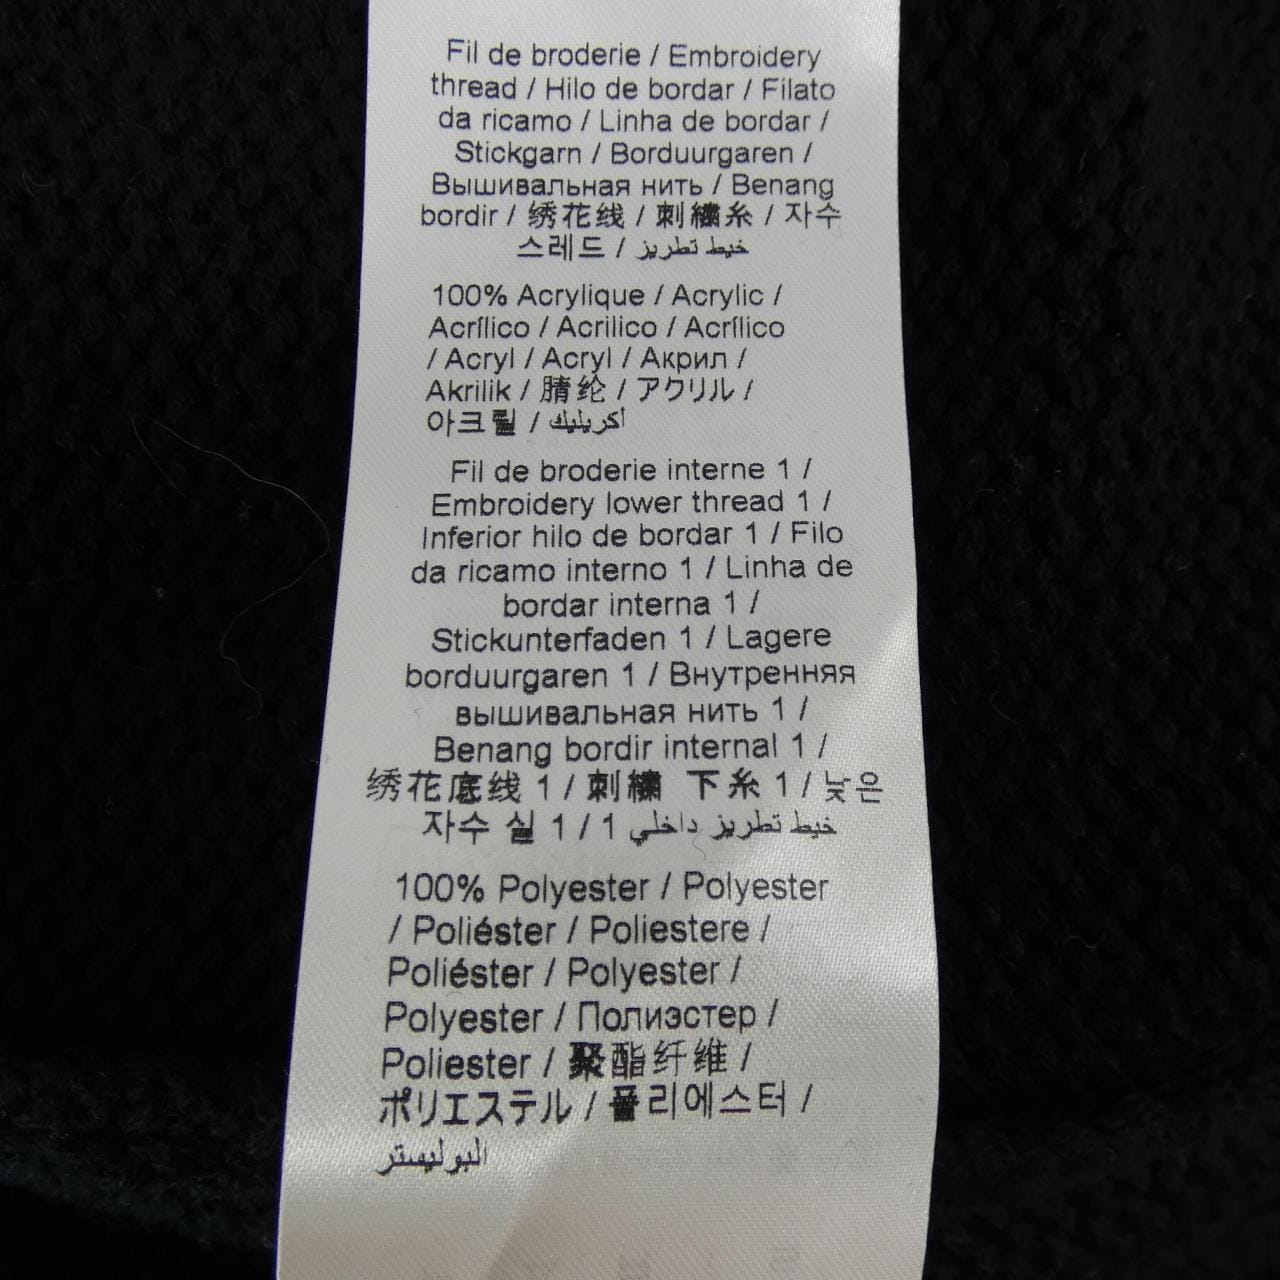 Fil de broderie / Embroidery
thread / Hilo de bordar / Filato
da ricamo / Linha de bordar /
Stickgarn / Borduurgaren /
Вышивальная нить / Benang
bordir / 绣花线 / 刺繍糸 / 자수
스레드 / خيط تطريز
100% Acrylique / Acrylic /
Acrílico / Acrilico / Acrílico
/ Acryl / Acryl / Акрил /
Akrilik / 腈纶 / アクリル /
아크릴 / أكريليك
Fil de broderie interne 1 /
Embroidery lower thread 1 /
Inferior hilo de bordar 1 / Filo
da ricamo interno 1 / Linha de
bordar interna 1 /
Stickunterfaden 1 / Lagere
borduurgaren 1 / Внутренняя
вышивальная нить 1 /
Benang bordir internal 1 /
绣花底线 1 / 刺繍 下糸 1 / 낮은
자수 실 1 / 1 خيط تطريز داخلي
100% Polyester / Polyester
/ Poliéster / Poliestere /
Poliéster / Polyester /
Polyester / Полиэстер /
Poliester / 聚酯纤维 /
ポリエステル / 폴리에스터 /
البوليستر